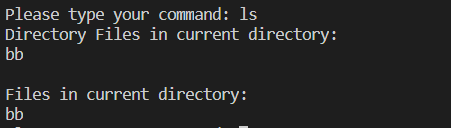 Please type your command: ls
Directory Files in current directory:
bb
Files in current directory:
bb